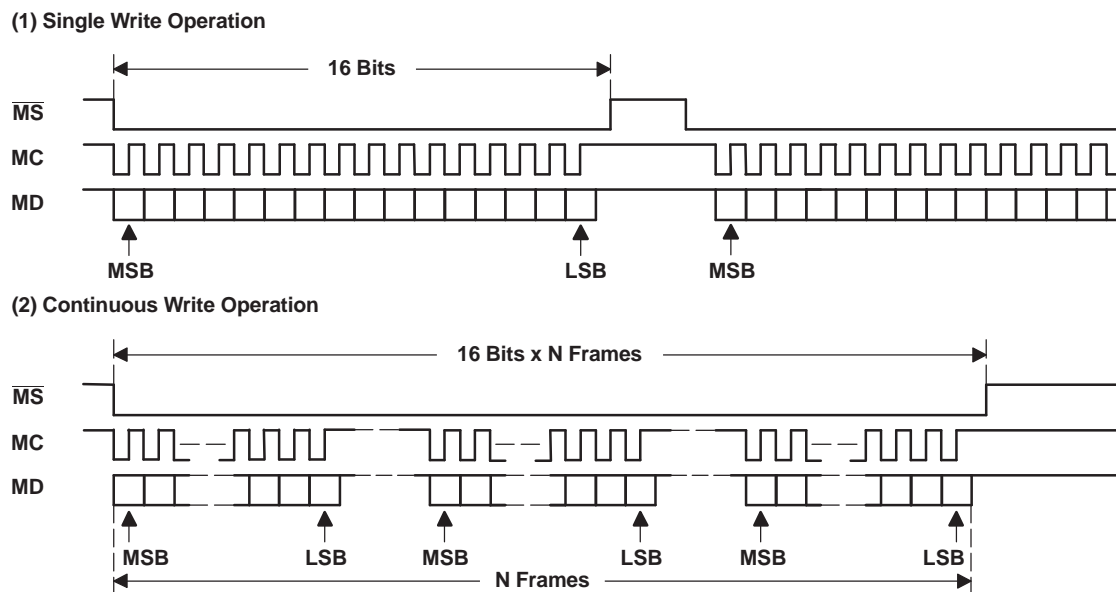 (1) Single Write Operation
16 Bits
MS
MC
MD
MSB LSB MSB
(2) Continuous Write Operation
16 Bits x N Frames
MS
MC
MD
MSB LSB MSB LSB MSB LSB
N Frames